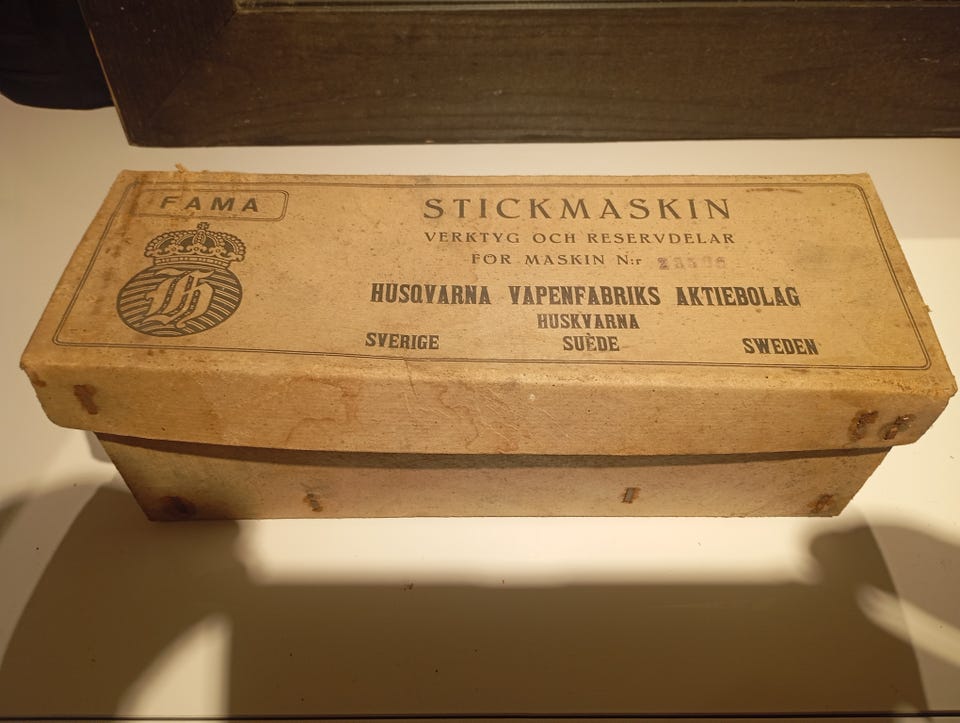 FAMA
STICKMASKIN
VERKTYG OCH RESERVDELAR
FÖR MASKIN N:r
HUSQVARNA VAPENFABRIKS AKTIEBOLAG
HUSKVARNA
SVERIGE SUÈDE SWEDEN
H